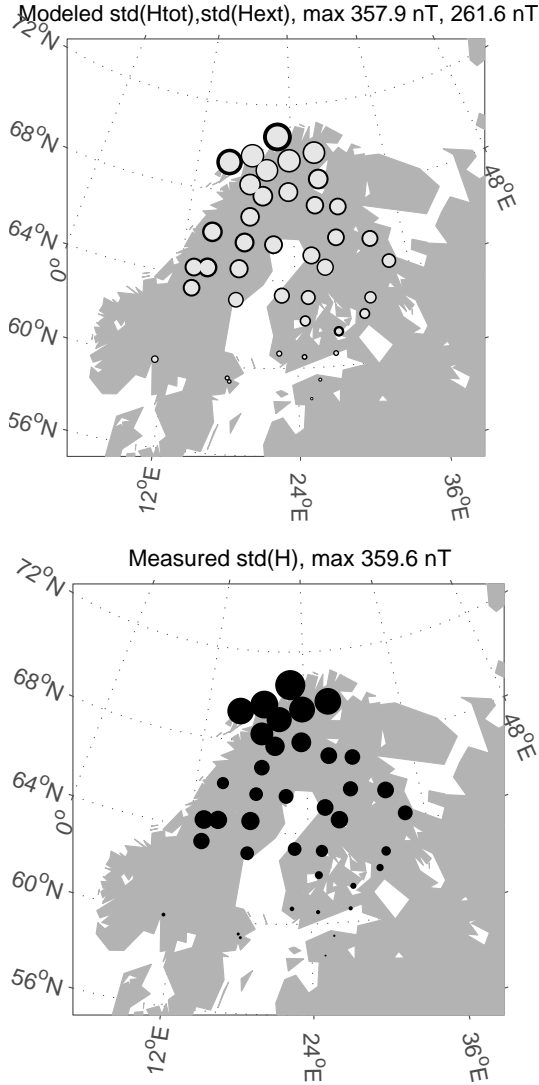 Modeled std(Htot),std(Hext), max 357.9 nT, 261.6 nT
72°N
68°N
48°E
64°N
0°
60°N
56°N
12°E
24°E
36°E
Measured std(H), max 359.6 nT
72°N
68°N
48°E
64°N
0°
60°N
56°N
12°E
24°E
36°E